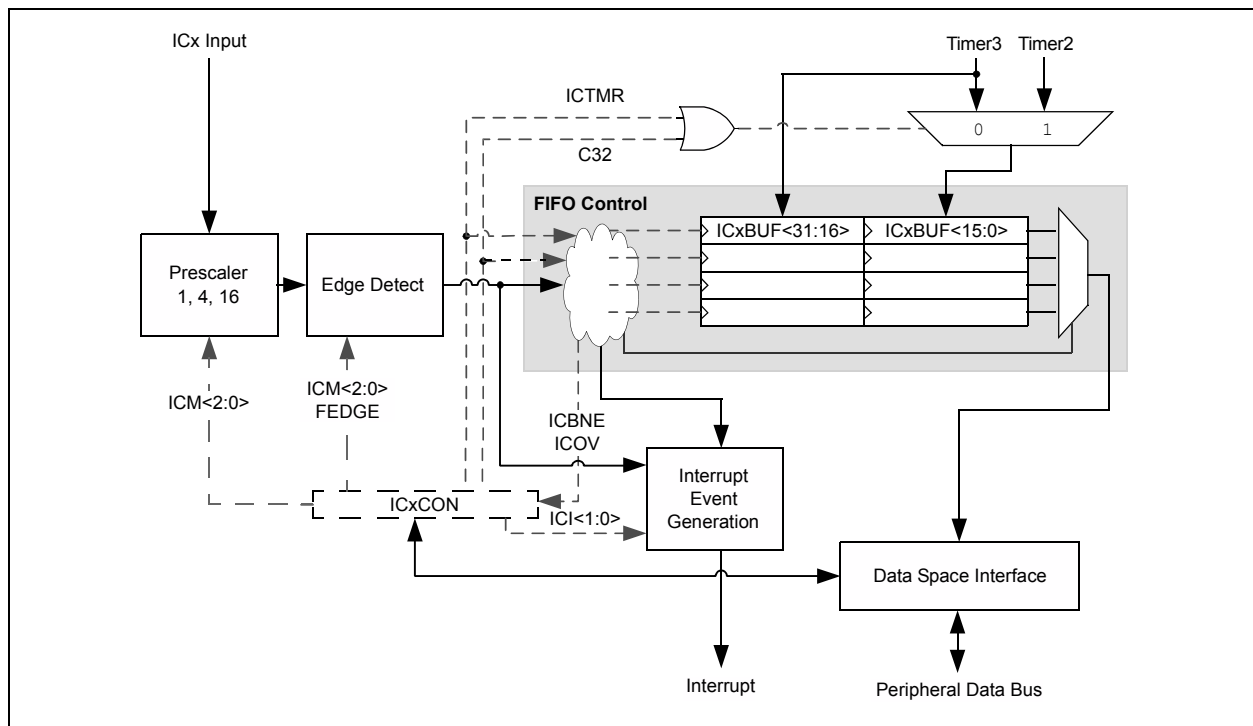 ICx Input
Timer3 Timer2
ICTMR
0 1
C32
FIFO Control
ICxBUF<31:16> ICxBUF<15:0>
Prescaler
1, 4, 16
Edge Detect
ICM<2:0>
ICM<2:0>
FEDGE
ICBNE
ICOV
Interrupt
Event
Generation
ICxCON
ICI<1:0>
Data Space Interface
Interrupt
Peripheral Data Bus